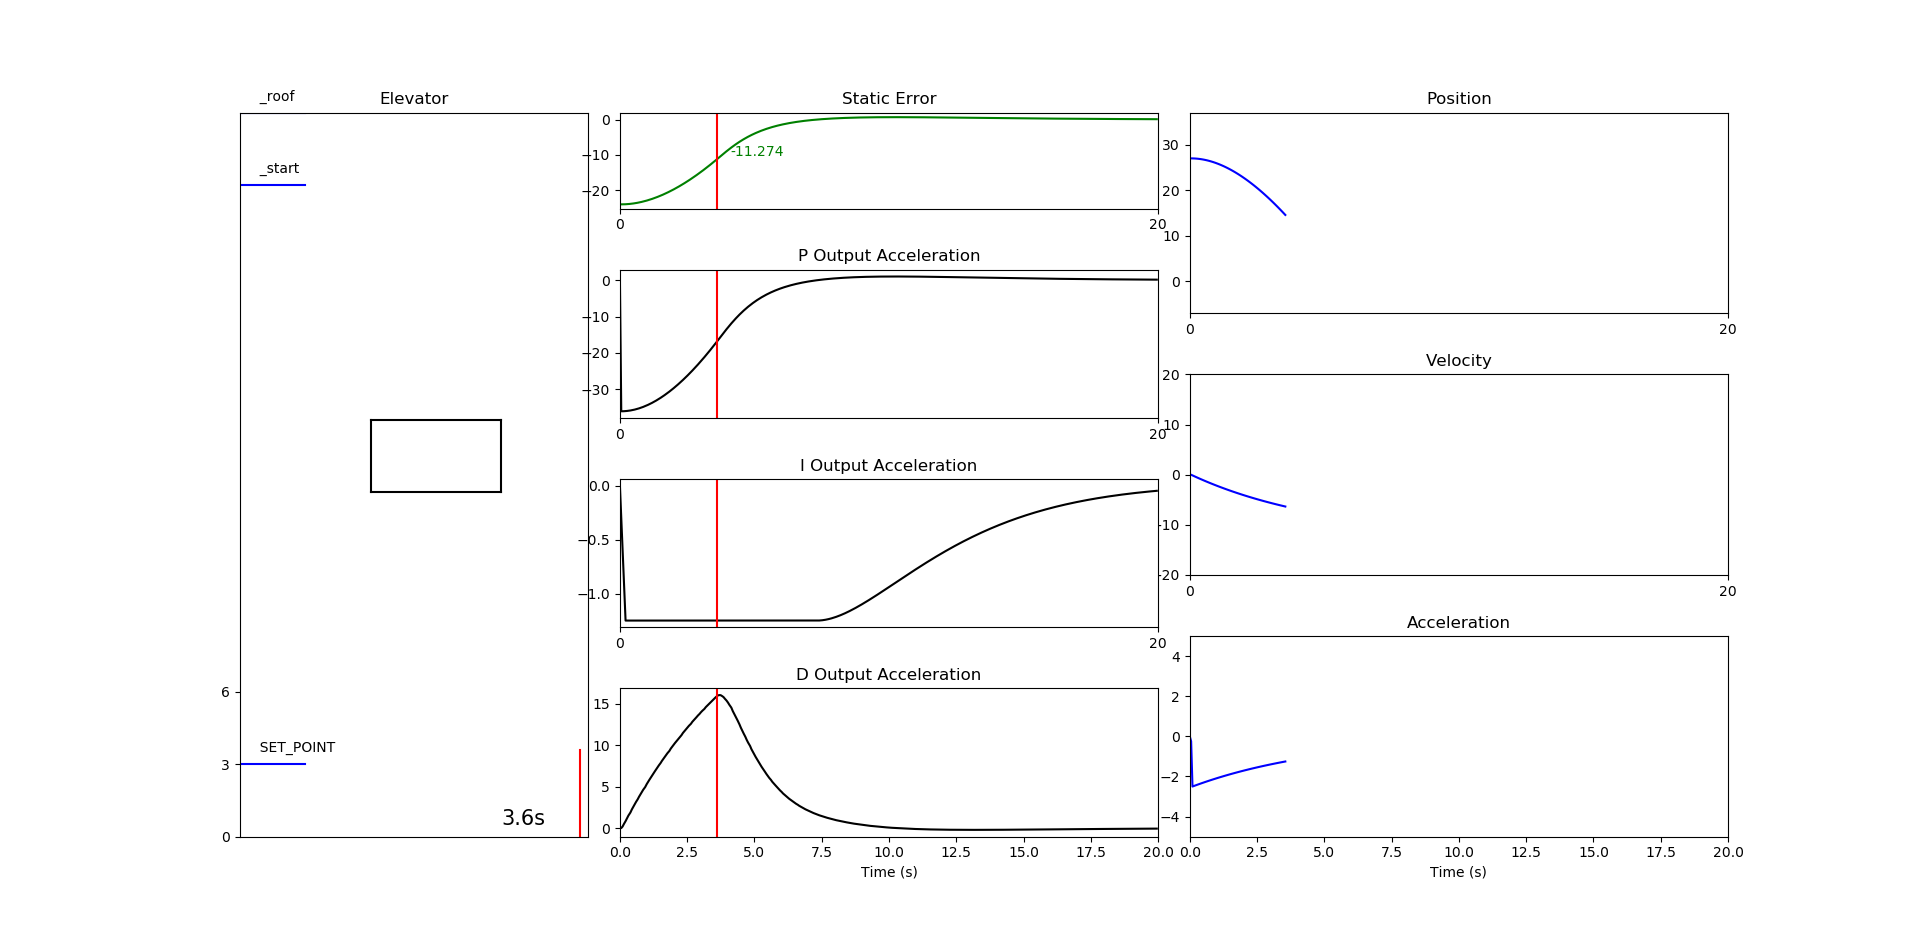 _roof
Elevator
_start
6
SET_POINT
3
3.6s
0
Static Error
0
−10
−20
-11.274
0 20
P Output Acceleration
0
−10
−20
−30
0 20
I Output Acceleration
0.0
−0.5
−1.0
0 20
D Output Acceleration
15
10
5
0
0.0 2.5 5.0 7.5 10.0 12.5 15.0 17.5 20.0
Time (s)
Position
30
20
10
0
0 20
Velocity
20
10
0
-10
-20
0 20
Acceleration
4
2
0
−2
−4
0.0 2.5 5.0 7.5 10.0 12.5 15.0 17.5 20.0
Time (s)